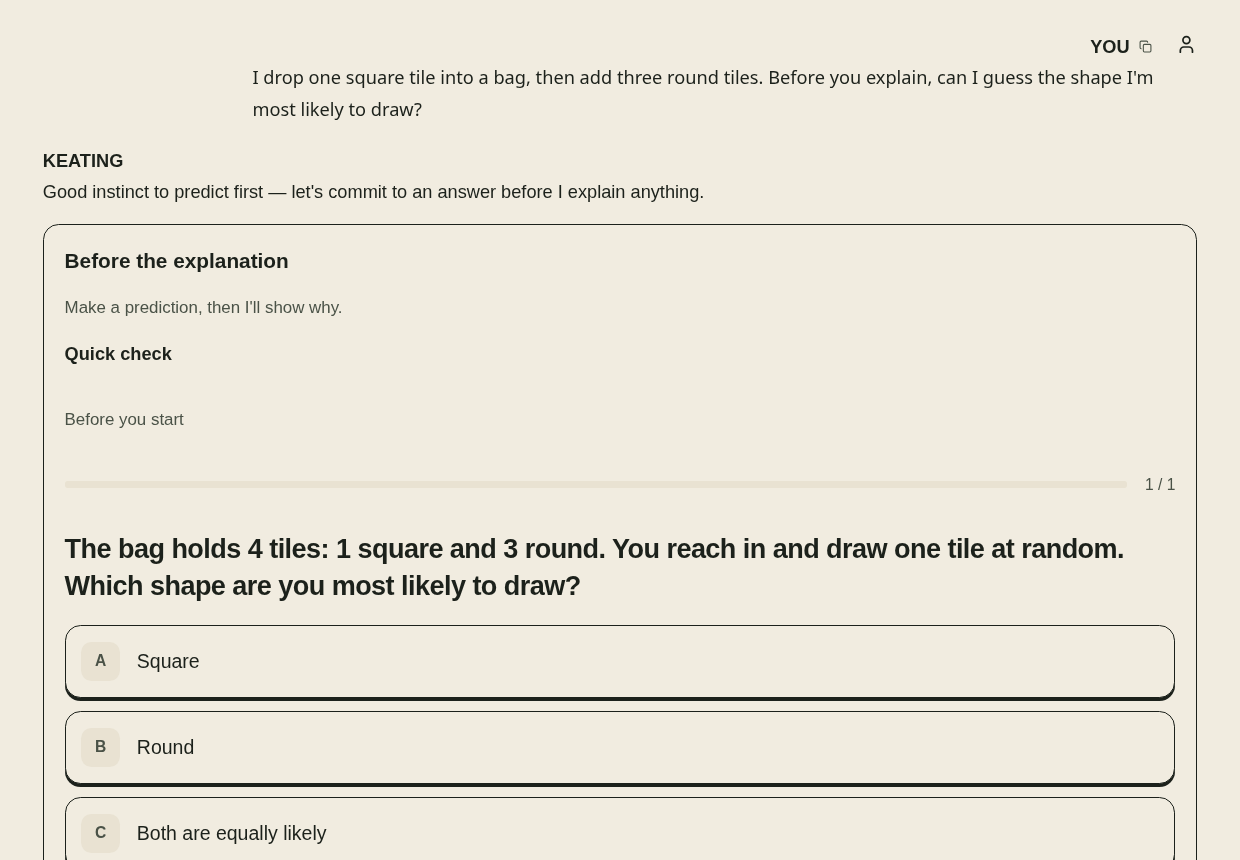 YOU
I drop one square tile into a bag, then add three round tiles. Before you explain, can I guess the shape I'm
most likely to draw?
KEATING
Good instinct to predict first — let's commit to an answer before I explain anything.
Before the explanation
Make a prediction, then I'll show why.
Quick check
Before you start
1 / 1
The bag holds 4 tiles: 1 square and 3 round. You reach in and draw one tile at random.
Which shape are you most likely to draw?
A Square
B Round
C Both are equally likely